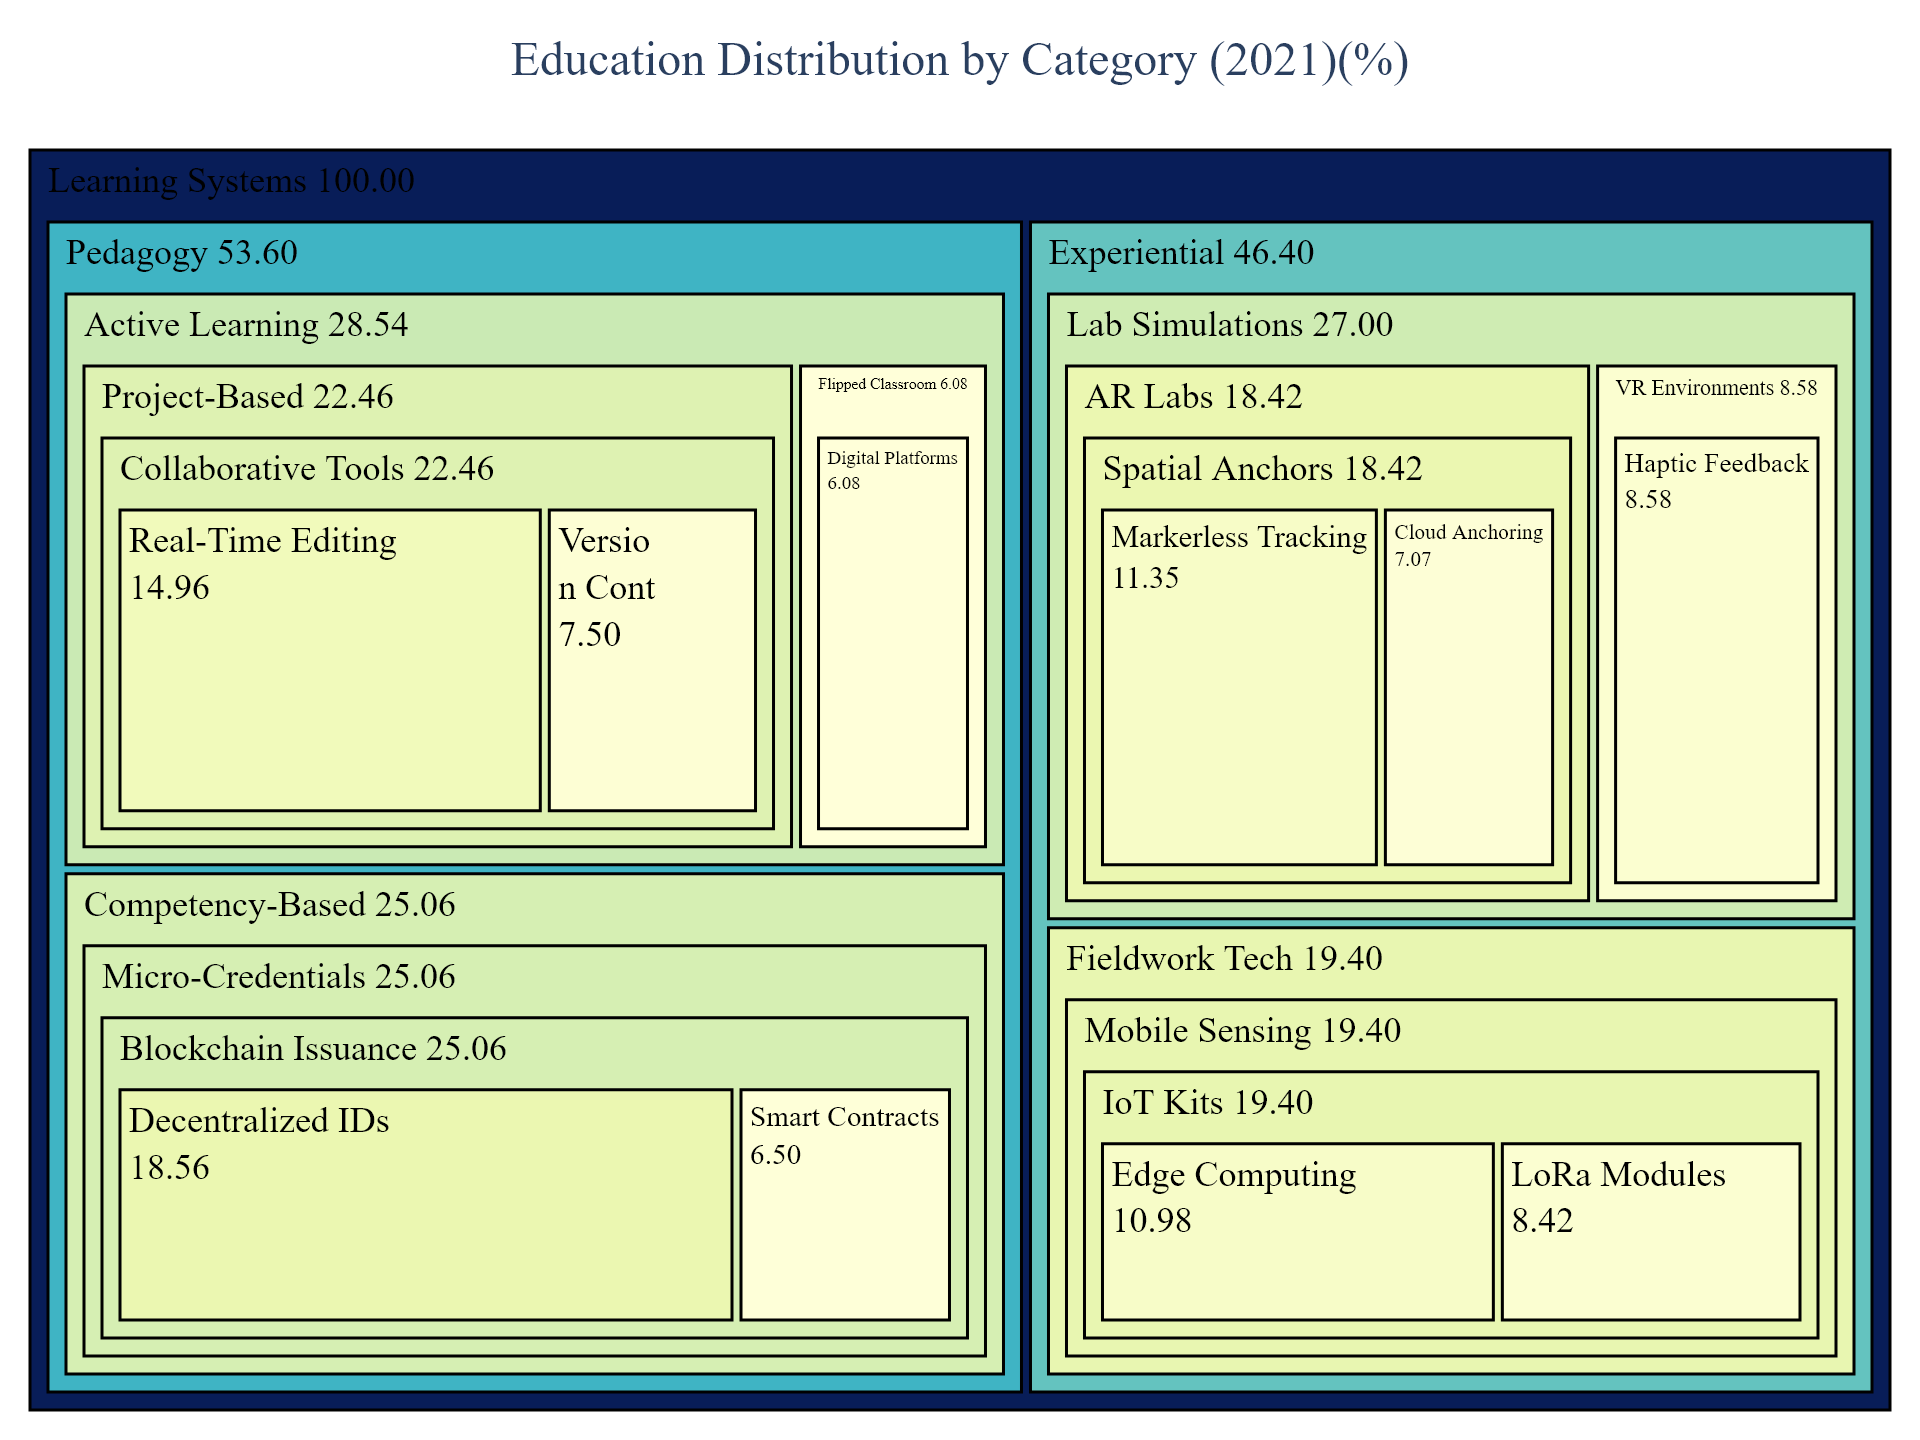 Education Distribution by Category (2021)(%)
Learning Systems 100.00
Pedagogy 53.60
Active Learning 28.54
Project-Based 22.46
Collaborative Tools 22.46
Real-Time Editing
14.96
Versio
n Cont
7.50
Flipped Classroom 6.08
Digital Platforms
6.08
Competency-Based 25.06
Micro-Credentials 25.06
Blockchain Issuance 25.06
Decentralized IDs
18.56
Smart Contracts
6.50
Experiential 46.40
Lab Simulations 27.00
AR Labs 18.42
Spatial Anchors 18.42
Markerless Tracking
11.35
Cloud Anchoring
7.07
VR Environments 8.58
Haptic Feedback
8.58
Fieldwork Tech 19.40
Mobile Sensing 19.40
IoT Kits 19.40
Edge Computing
10.98
LoRa Modules
8.42